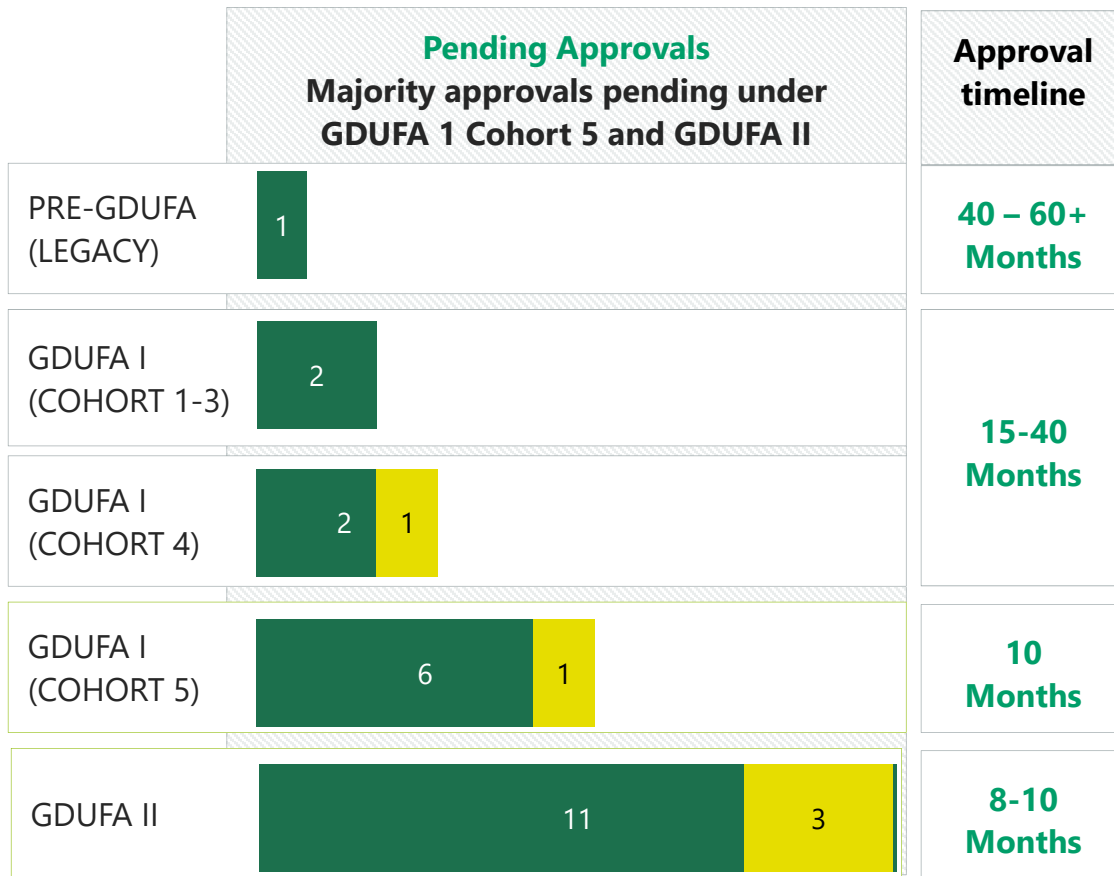 Pending Approvals
Majority approvals pending under
GDUFA 1 Cohort 5 and GDUFA II
Approval
timeline
PRE-GDUFA
(LEGACY)
1
40 – 60+
Months
GDUFA I
(COHORT 1-3)
2
15-40
Months
GDUFA I
(COHORT 4)
2
1
GDUFA I
(COHORT 5)
6
1
10
Months
GDUFA II
11
3
8-10
Months